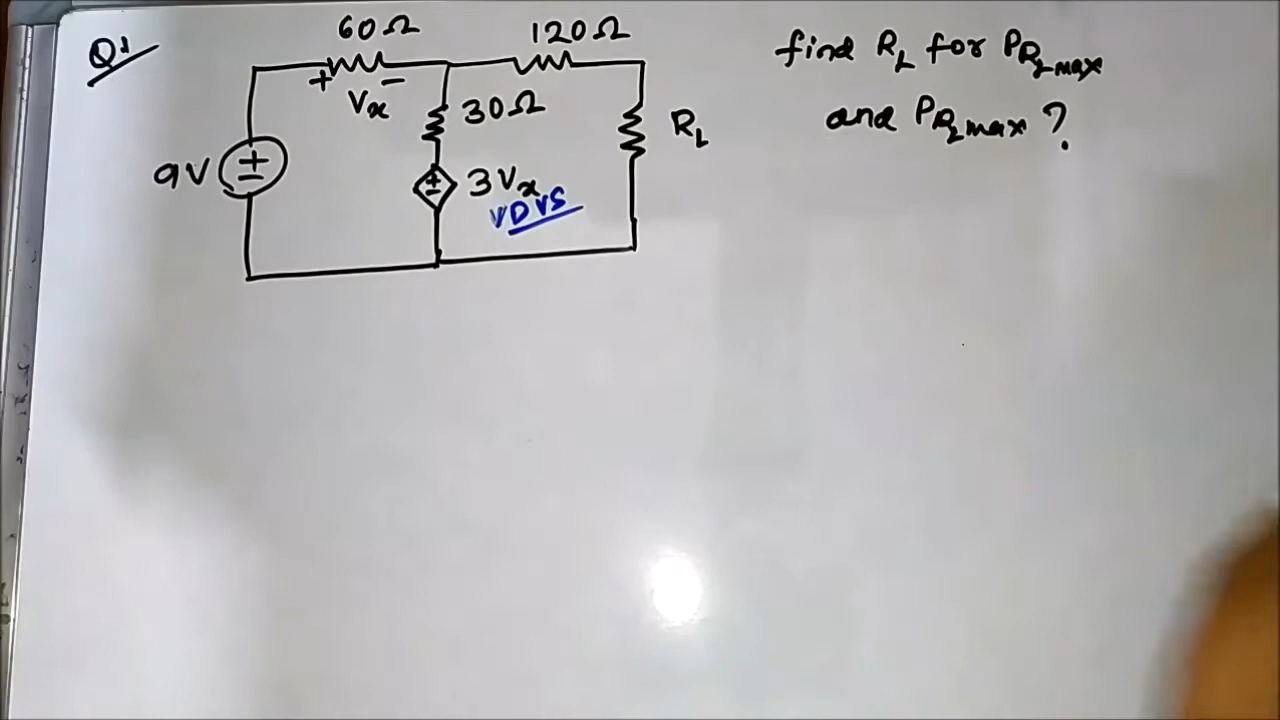 Q1
60Ω
120Ω
+ Vx −
30Ω
RL
9V
3Vx
VDVS
find RL for PRLmax
and PRLmax ?